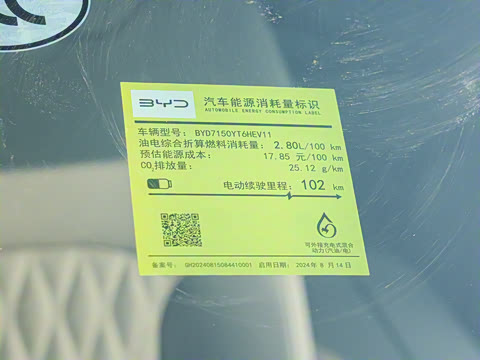 BYD 汽车能源消耗量标识
AUTOMOBILE ENERGY CONSUMPTION LABEL
车辆型号： BYD7150YT6HEV11
油电综合折算燃料消耗量： 2.80L/100 km
预估能源成本： 17.85 元/100 km
CO₂排放量： 25.12 g/km
电动续驶里程： 102 km
可外接充电式混合
动力(汽油/电)
备案号： GH20240815084410001 启用日期： 2024年 8 月 14 日